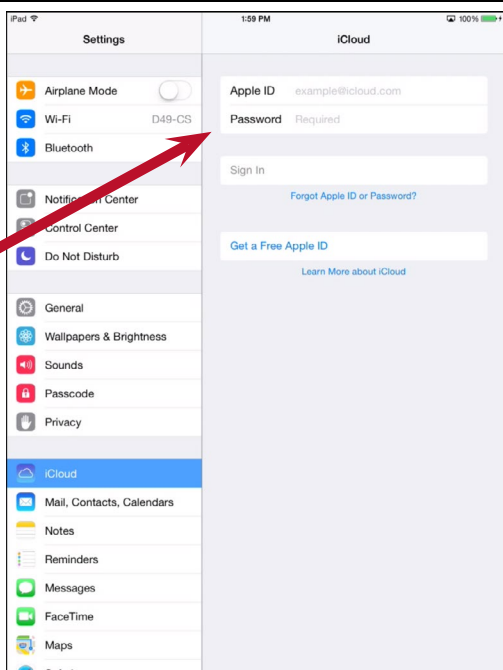 iPad 1:59 PM 100%
Settings
iCloud
Airplane Mode
Wi-Fi D49-CS
Bluetooth
Notification Center
Control Center
Do Not Disturb
General
Wallpapers & Brightness
Sounds
Passcode
Privacy
iCloud
Mail, Contacts, Calendars
Notes
Reminders
Messages
FaceTime
Maps
Apple ID example@icloud.com
Password Required
Sign In
Forgot Apple ID or Password?
Get a Free Apple ID
Learn More about iCloud